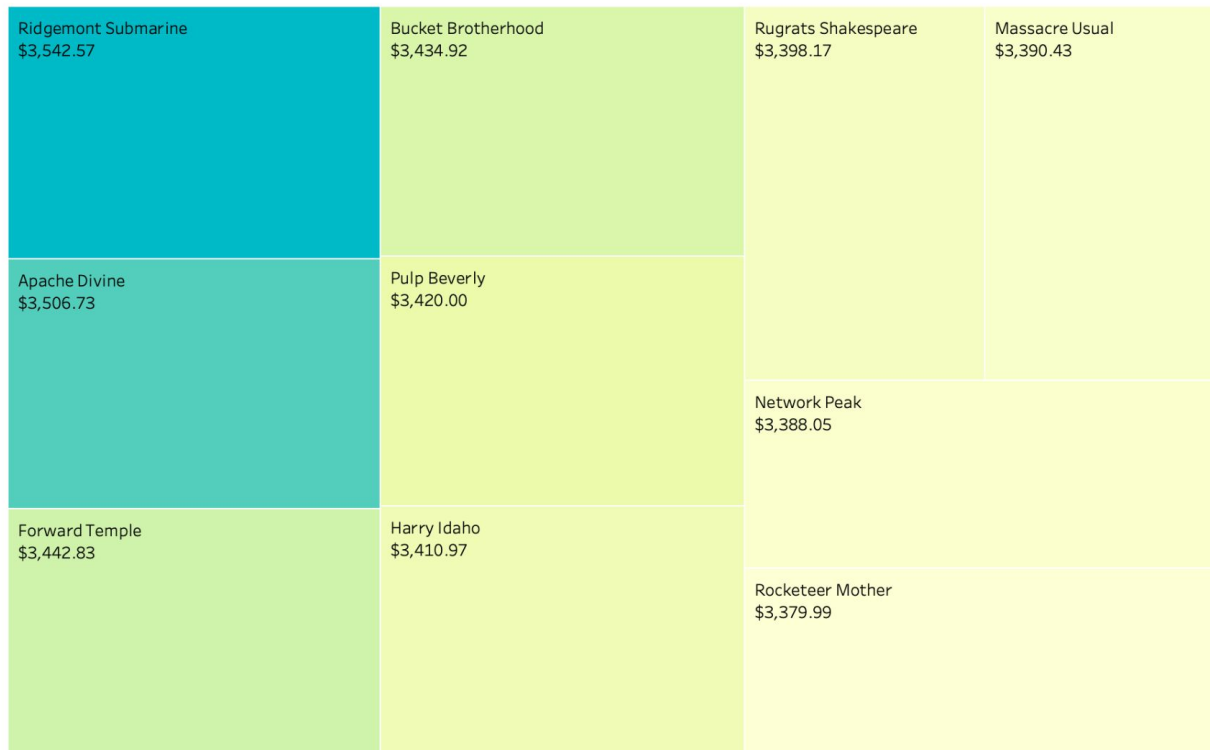 Ridgemont Submarine
$3,542.57
Apache Divine
$3,506.73
Forward Temple
$3,442.83
Bucket Brotherhood
$3,434.92
Pulp Beverly
$3,420.00
Harry Idaho
$3,410.97
Rugrats Shakespeare
$3,398.17
Massacre Usual
$3,390.43
Network Peak
$3,388.05
Rocketeer Mother
$3,379.99